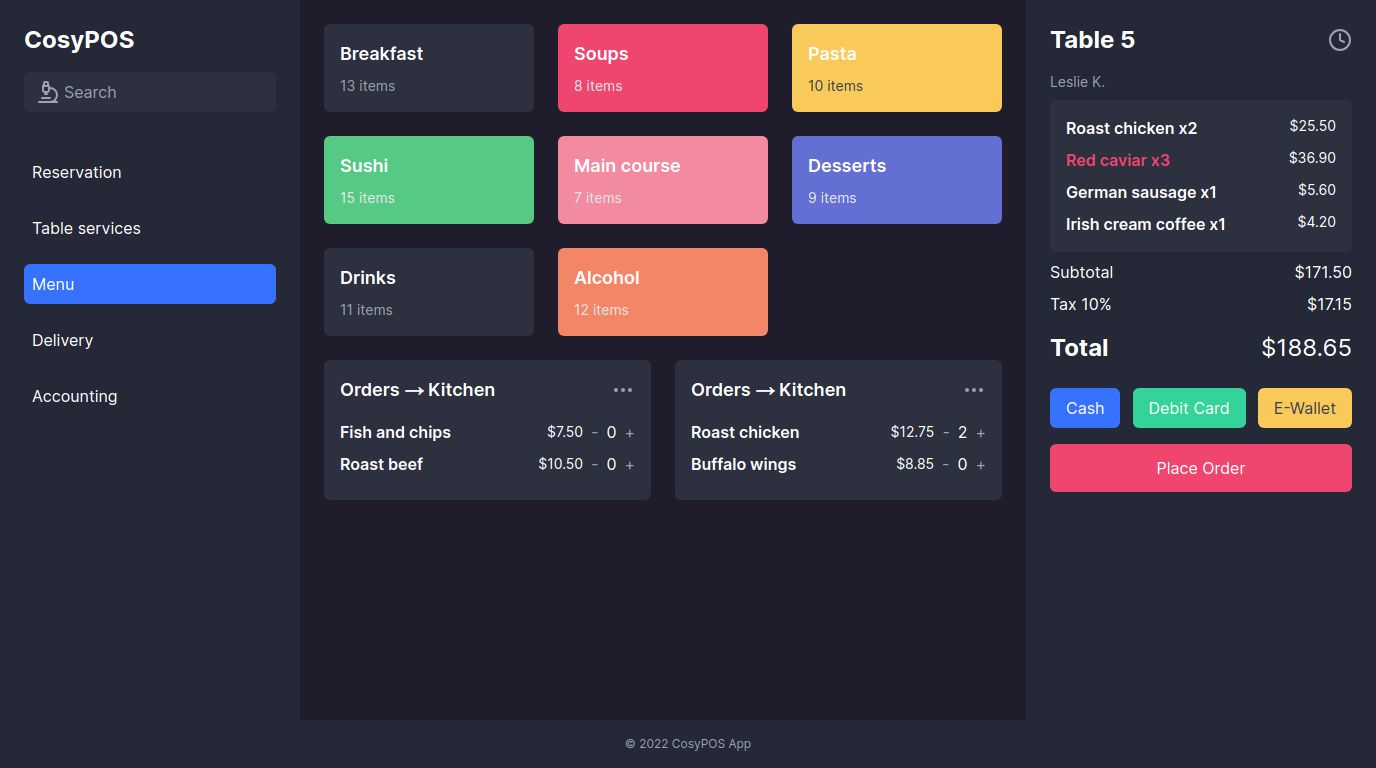 CosyPOS
Search
Reservation
Table services
Menu
Delivery
Accounting
Breakfast
13 items
Soups
8 items
Pasta
10 items
Sushi
15 items
Main course
7 items
Desserts
9 items
Drinks
11 items
Alcohol
12 items
Orders → Kitchen
Fish and chips $7.50 - 0 +
Roast beef $10.50 - 0 +
Orders → Kitchen
Roast chicken $12.75 - 2 +
Buffalo wings $8.85 - 0 +
Table 5
Leslie K.
Roast chicken x2 $25.50
Red caviar x3 $36.90
German sausage x1 $5.60
Irish cream coffee x1 $4.20
Subtotal $171.50
Tax 10% $17.15
Total $188.65
Cash Debit Card E-Wallet
Place Order
© 2022 CosyPOS App